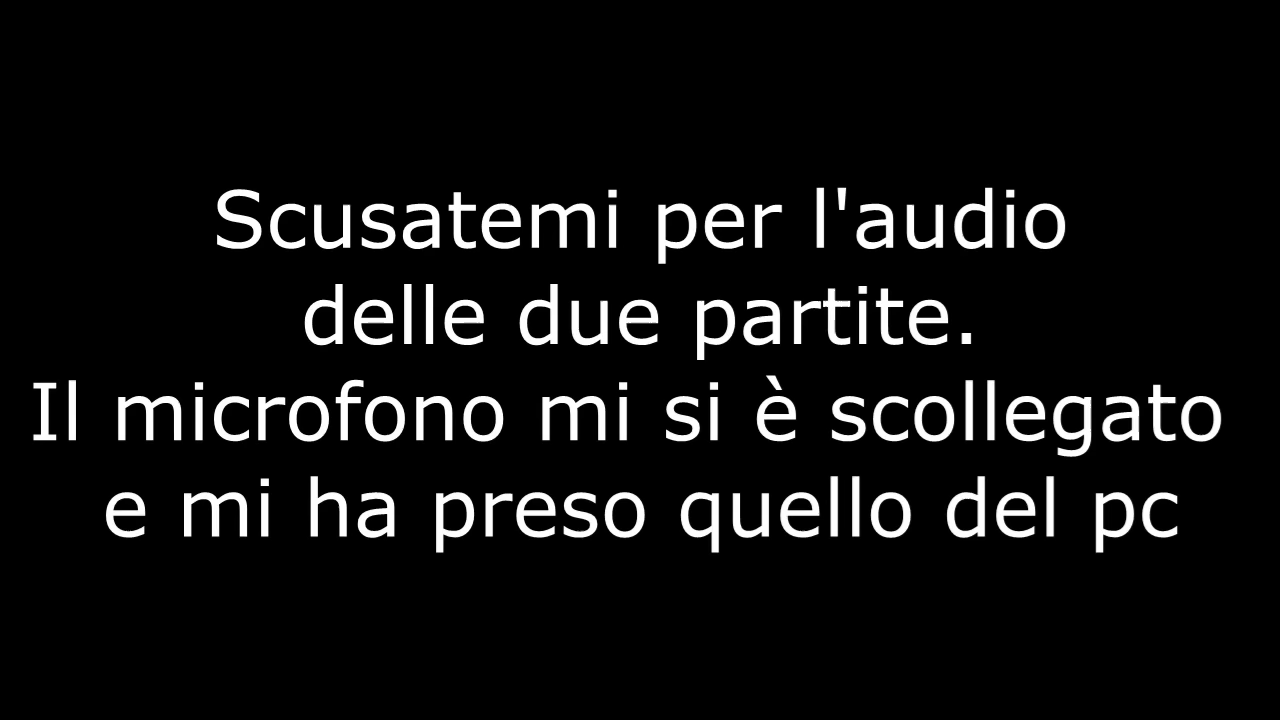 Scusatemi per l'audio
delle due partite.
Il microfono mi si è scollegato
e mi ha preso quello del pc